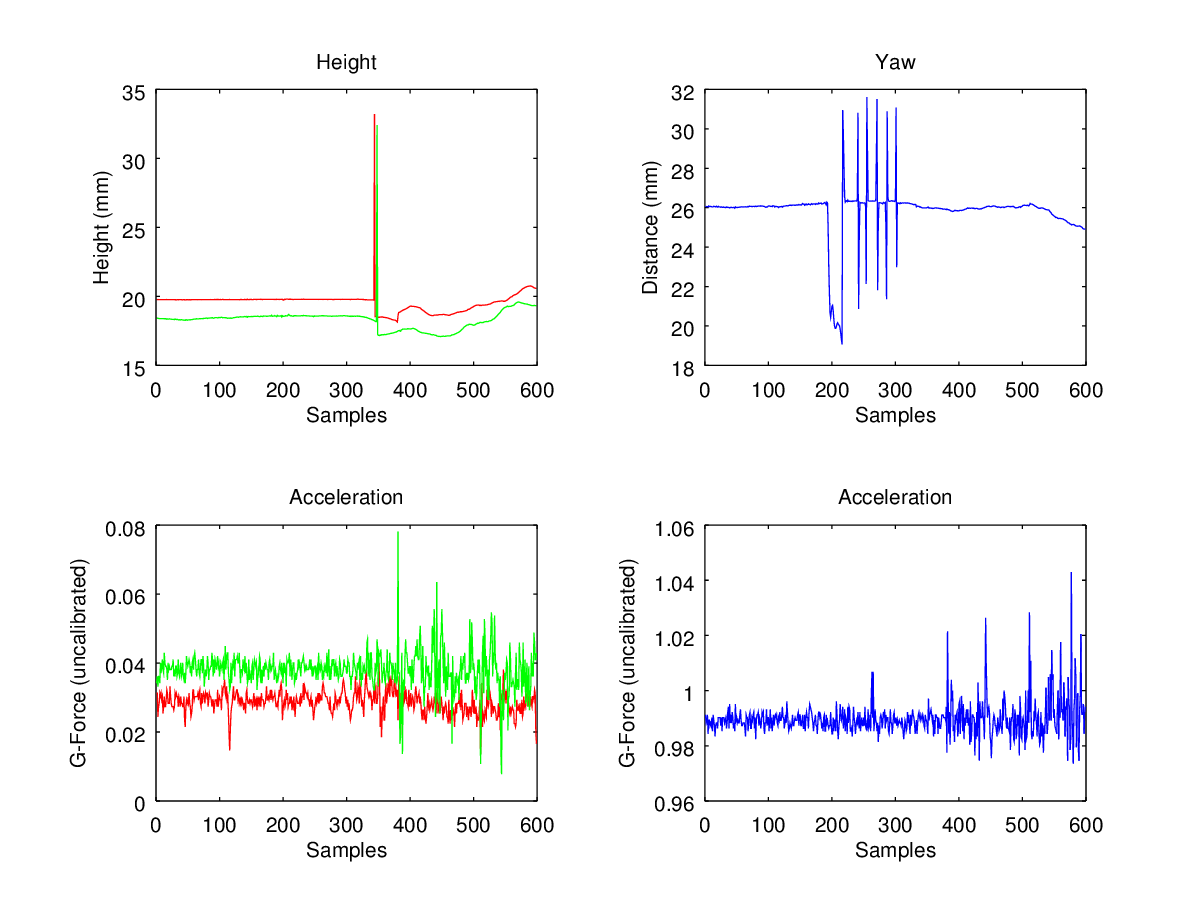 Height
35
30
25
20
15
Height (mm)
0 100 200 300 400 500 600
Samples
Yaw
32
30
28
26
24
22
20
18
Distance (mm)
0 100 200 300 400 500 600
Samples
Acceleration
0.08
0.06
0.04
0.02
0
G-Force (uncalibrated)
0 100 200 300 400 500 600
Samples
Acceleration
1.06
1.04
1.02
1
0.98
0.96
G-Force (uncalibrated)
0 100 200 300 400 500 600
Samples